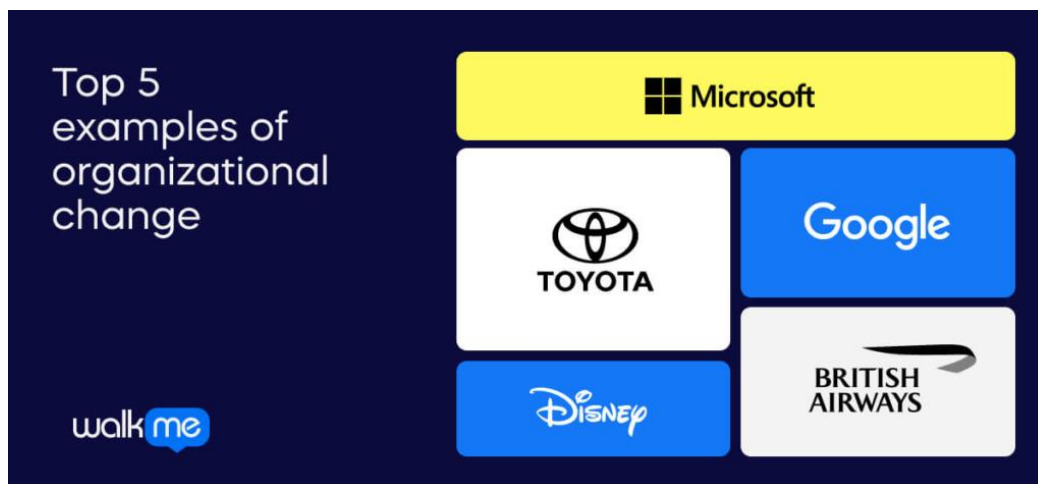 Top 5
examples of
organizational
change
Microsoft
TOYOTA
Google
Disney
BRITISH
AIRWAYS
walkme